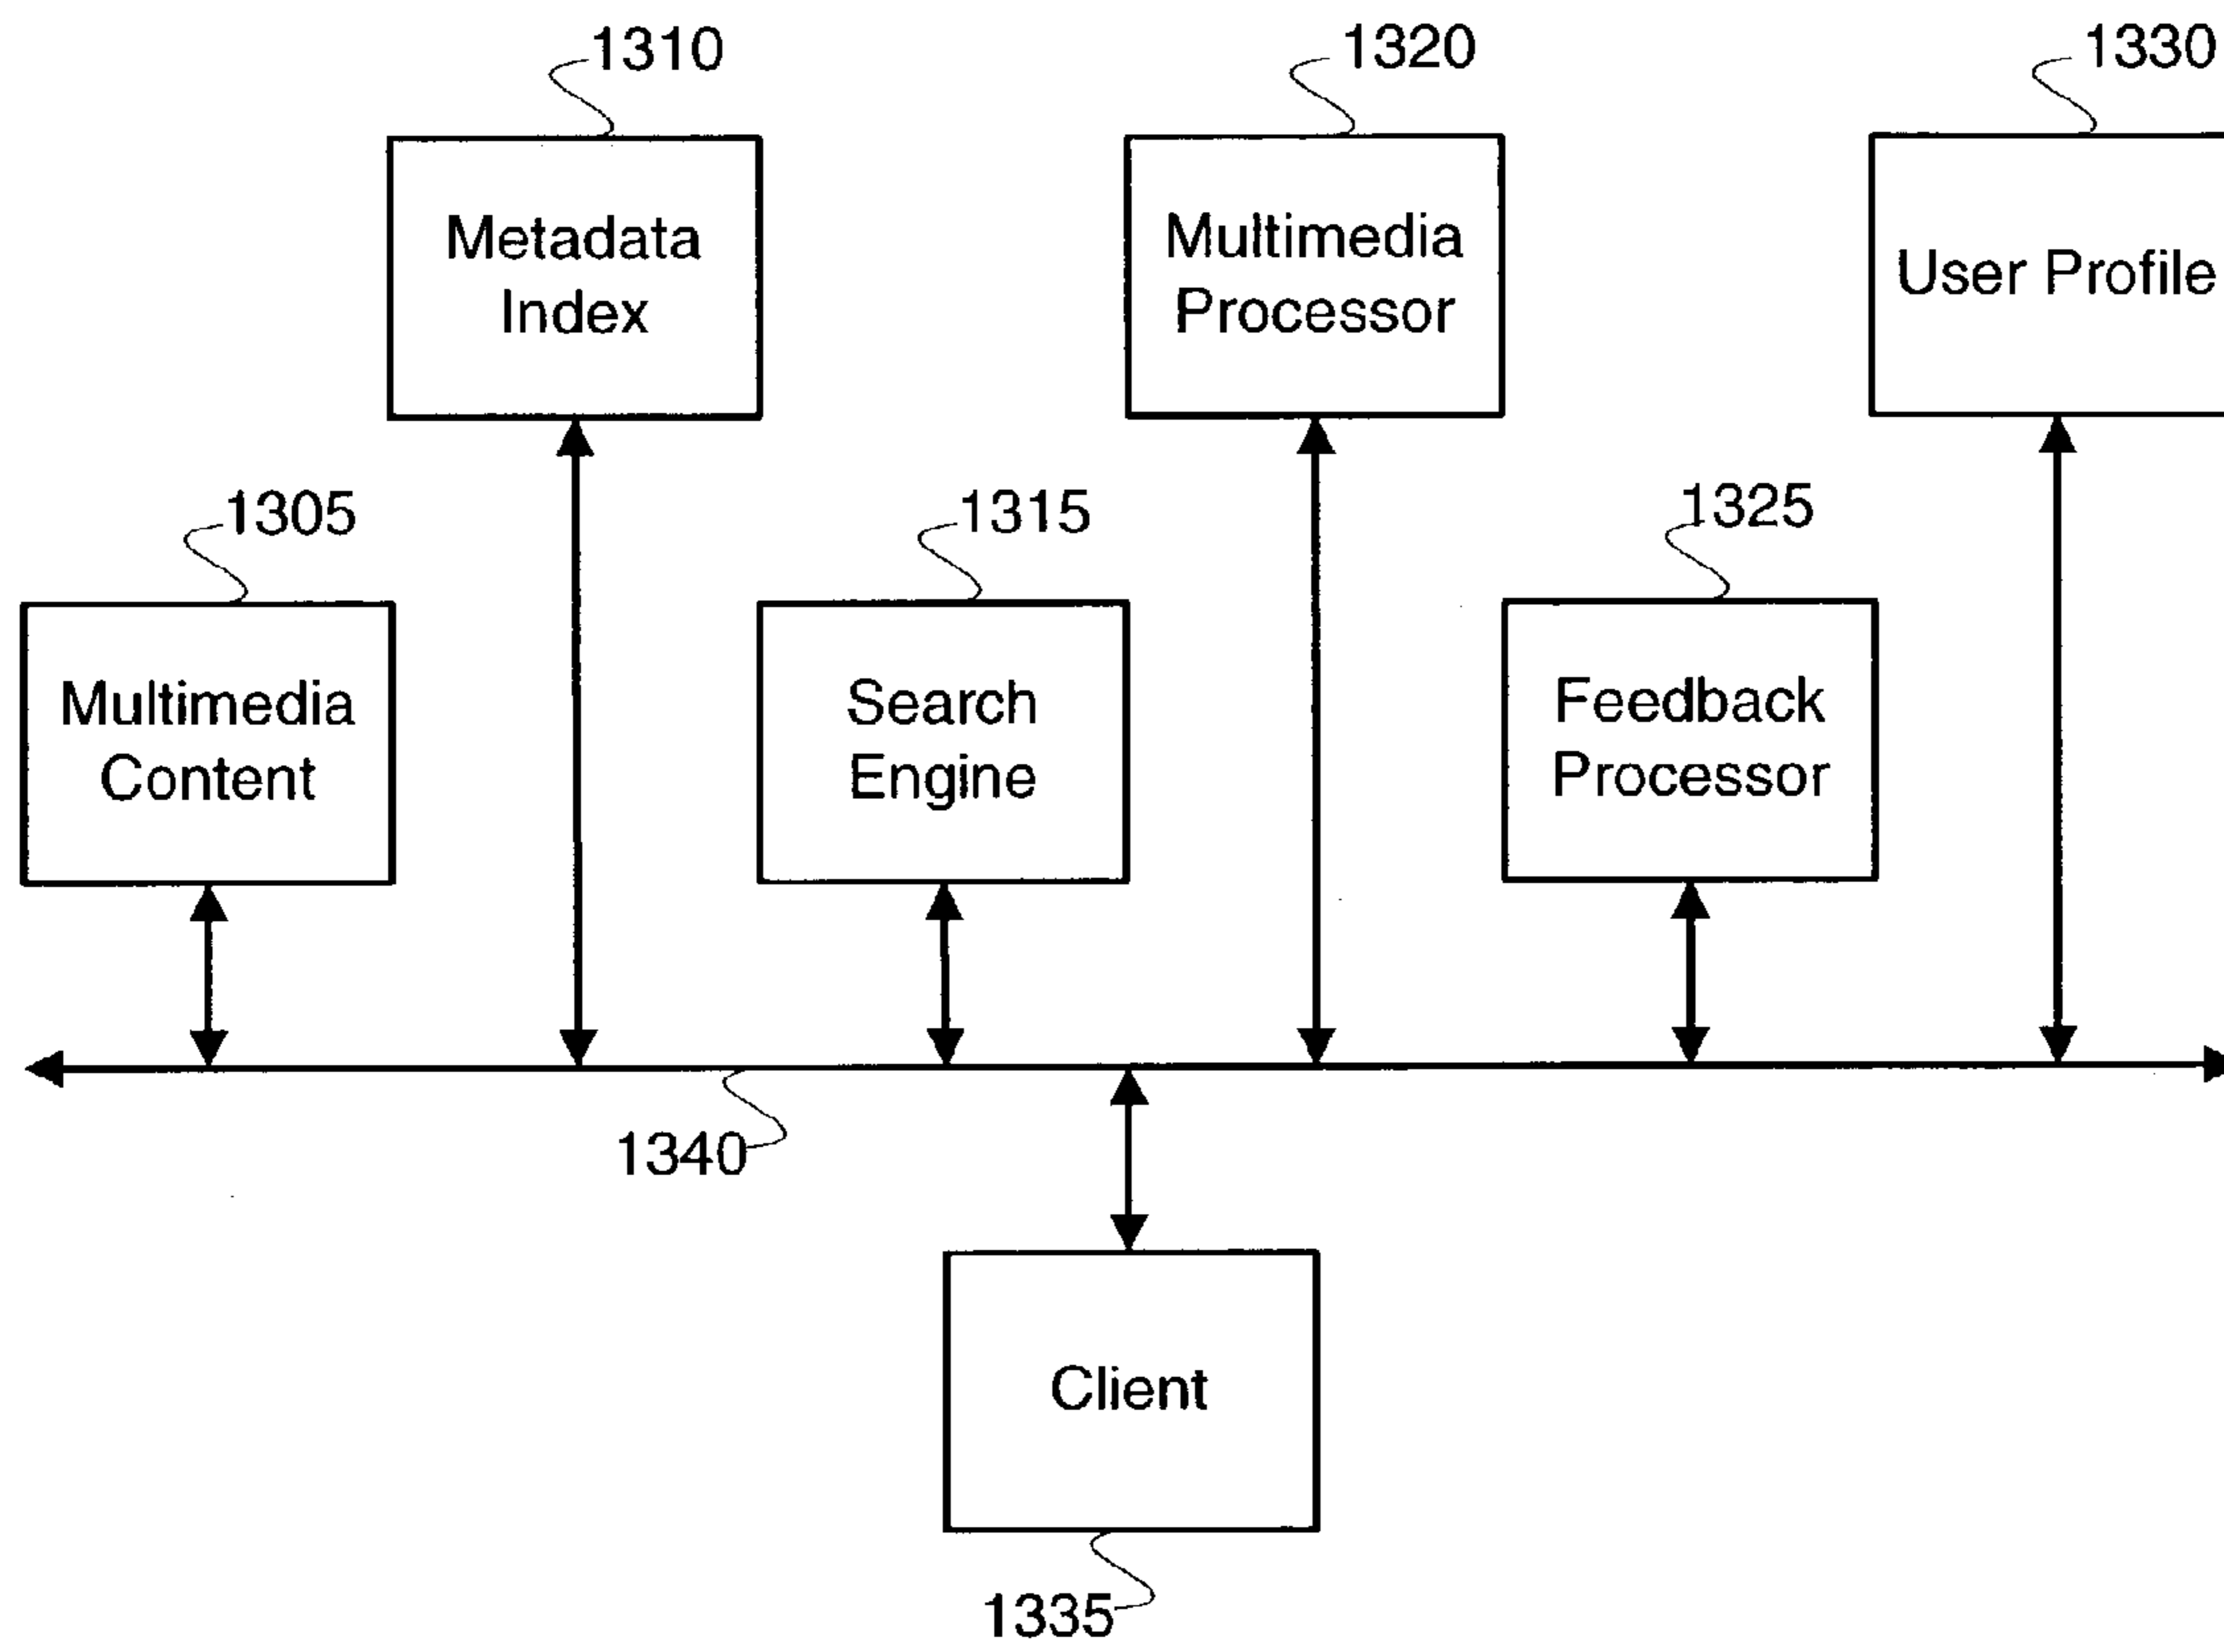 1310
1320
1330
Metadata
Index
Multimedia
Processor
User Profile
1305
1315
1325
Multimedia
Content
Search
Engine
Feedback
Processor
1340
Client
1335